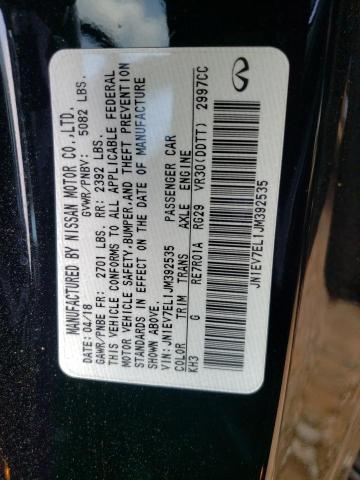 MANUFACTURED BY NISSAN MOTOR CO.,LTD.
DATE: 04/18 GVWR/PNBV: 5082 LBS.
GAWR/PNBE FR: 2701 LBS. RR: 2392 LBS.
THIS VEHICLE CONFORMS TO ALL APPLICABLE FEDERAL
MOTOR VEHICLE SAFETY,BUMPER,AND THEFT PREVENTION
STANDARDS IN EFFECT ON THE DATE OF MANUFACTURE
SHOWN ABOVE.
VIN: JN1EV7EL1JM392535 PASSENGER CAR
COLOR TRIM TRANS AXLE ENGINE
KH3 G RE7R01A RG29 VR30(DDTT) 2997CC
JN1EV7EL1JM392535